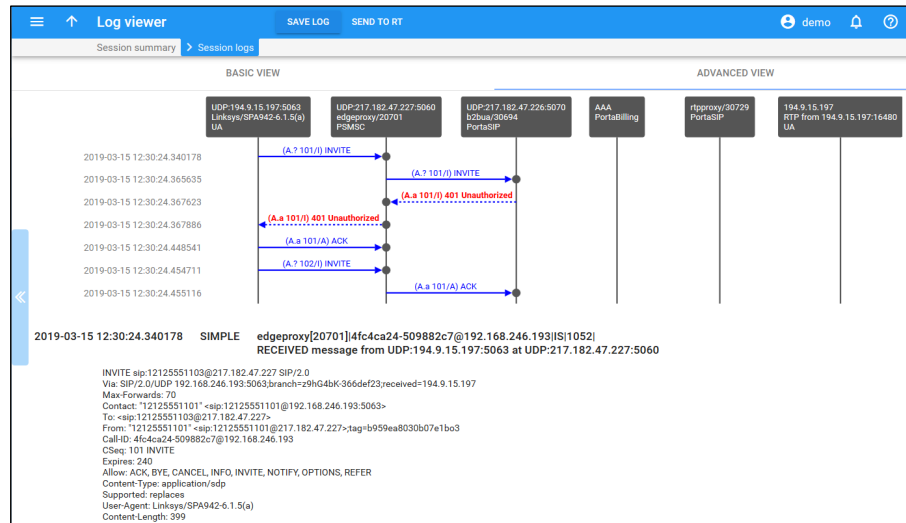 Log viewer
SAVE LOG
SEND TO RT
demo
Session summary
Session logs
BASIC VIEW
ADVANCED VIEW
UDP:194.9.15.197:5063
Linksys/SPA942-6.1.5(a)
UA
UDP:217.182.47.227:5060
edgeproxy/20701
PSMSC
UDP:217.182.47.226:5070
b2bua/30694
PortaSIP
AAA
PortaBilling
rtpproxy/30729
PortaSIP
194.9.15.197
RTP from 194.9.15.197:16480
UA
2019-03-15 12:30:24.340178
(A.? 101/I) INVITE
2019-03-15 12:30:24.365635
(A.? 101/I) INVITE
2019-03-15 12:30:24.367623
(A.a 101/I) 401 Unauthorized
2019-03-15 12:30:24.367886
(A.a 101/I) 401 Unauthorized
2019-03-15 12:30:24.448541
(A.a 101/A) ACK
2019-03-15 12:30:24.454711
(A.? 102/I) INVITE
2019-03-15 12:30:24.455116
(A.a 101/A) ACK
2019-03-15 12:30:24.340178 SIMPLE edgeproxy[20701]|4fc4ca24-509882c7@192.168.246.193|IS|1052|
RECEIVED message from UDP:194.9.15.197:5063 at UDP:217.182.47.227:5060
INVITE sip:12125551103@217.182.47.227 SIP/2.0
Via: SIP/2.0/UDP 192.168.246.193:5063;branch=z9hG4bK-366def23;received=194.9.15.197
Max-Forwards: 70
Contact: "12125551101" <sip:12125551101@192.168.246.193:5063>
To: <sip:12125551103@217.182.47.227>
From: "12125551101" <sip:12125551101@217.182.47.227>;tag=b959ea8030b07e1bo3
Call-ID: 4fc4ca24-509882c7@192.168.246.193
CSeq: 101 INVITE
Expires: 240
Allow: ACK, BYE, CANCEL, INFO, INVITE, NOTIFY, OPTIONS, REFER
Content-Type: application/sdp
Supported: replaces
User-Agent: Linksys/SPA942-6.1.5(a)
Content-Length: 399